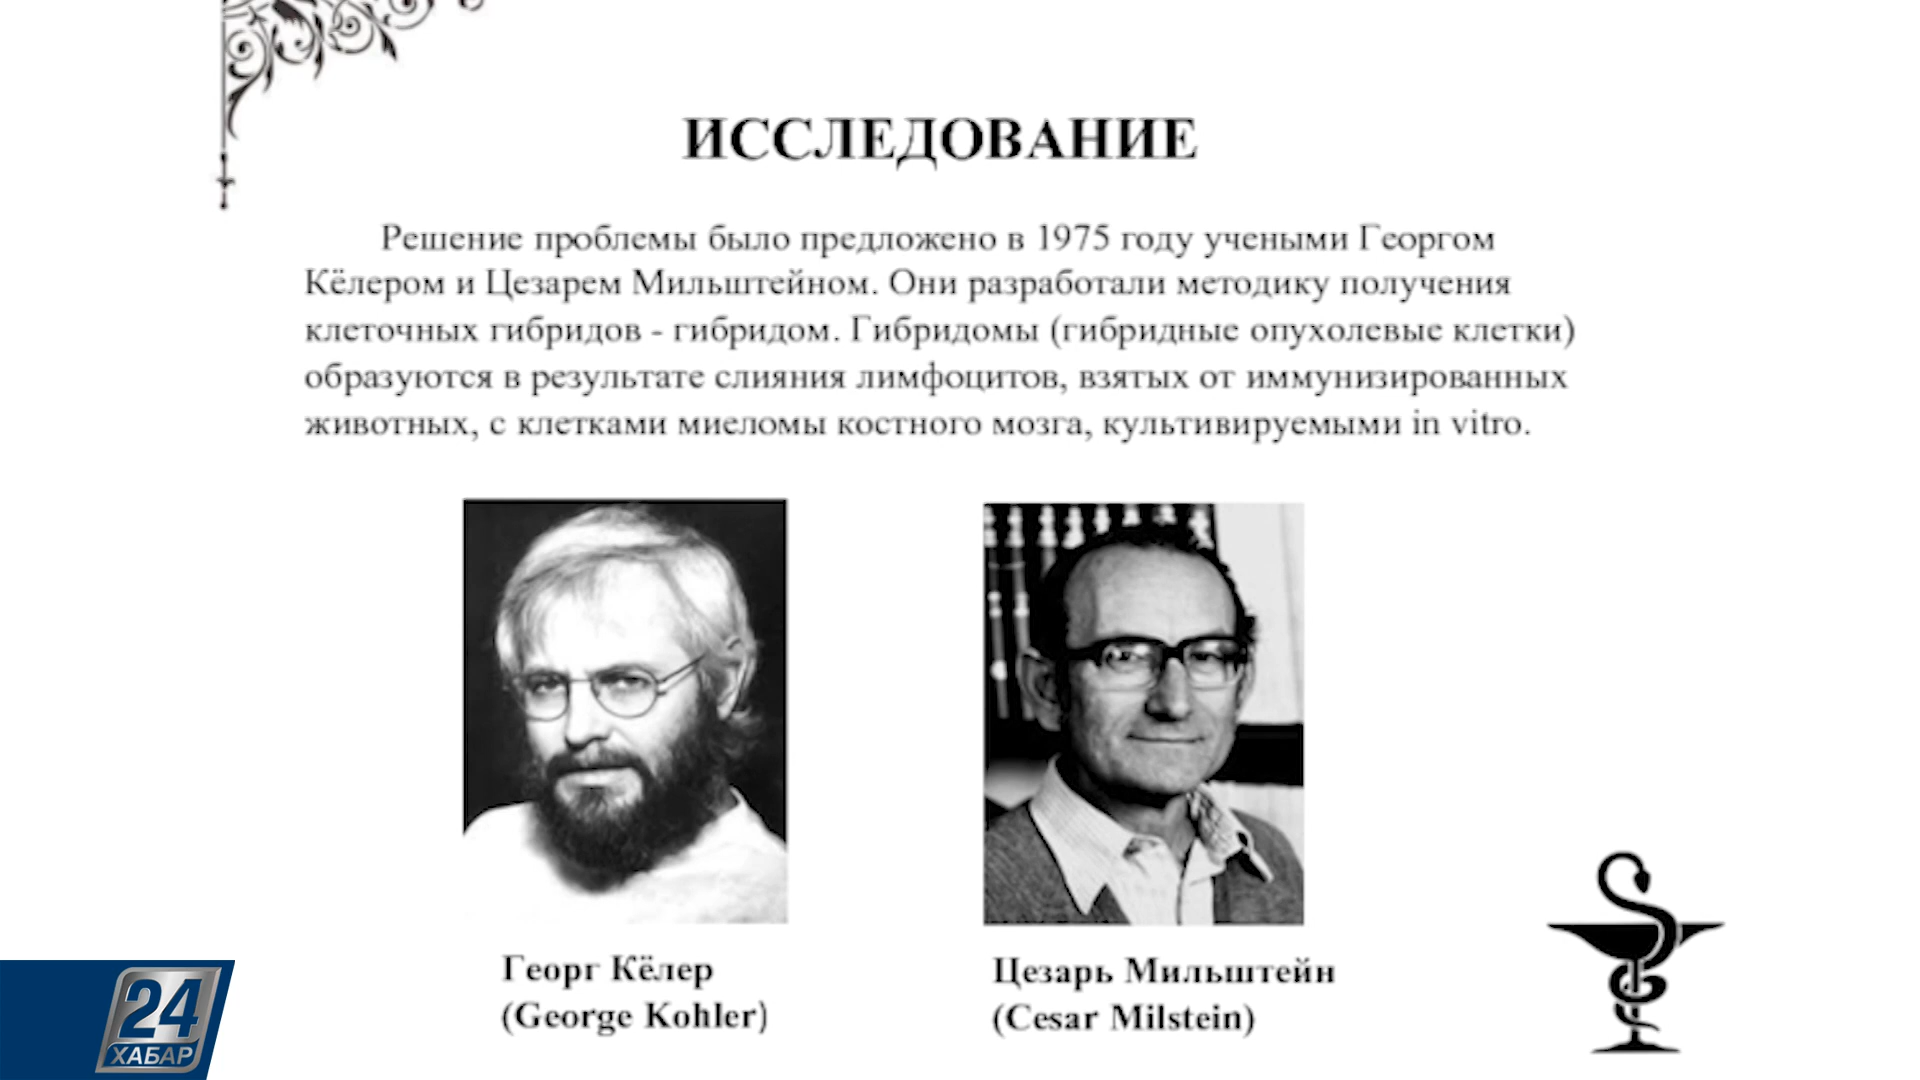 ИССЛЕДОВАНИЕ
Решение проблемы было предложено в 1975 году учеными Георгом
Кёлером и Цезарем Мильштейном. Они разработали методику получения
клеточных гибридов - гибридом. Гибридомы (гибридные опухолевые клетки)
образуются в результате слияния лимфоцитов, взятых от иммунизированных
животных, с клетками миеломы костного мозга, культивируемыми in vitro.
Георг Кёлер
(George Kohler)
Цезарь Мильштейн
(Cesar Milstein)
24
ХАБАР